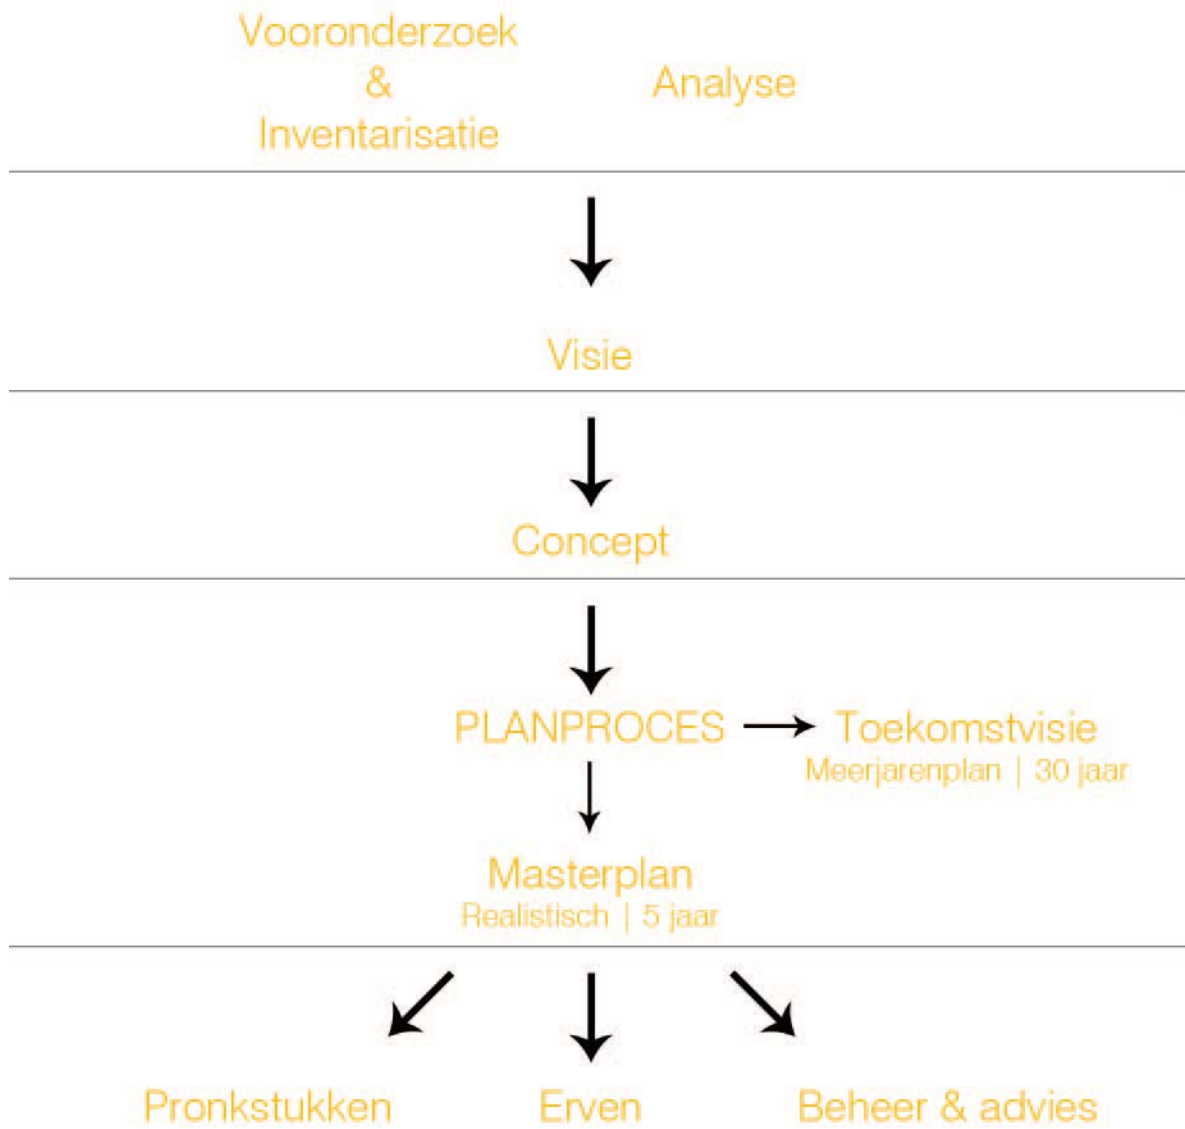 Vooronderzoek
&
Inventarisatie
Analyse
Visie
Concept
PLANPROCES
Toekomstvisie
Meerjarenplan | 30 jaar
Masterplan
Realistisch | 5 jaar
Pronkstukken
Erven
Beheer & advies